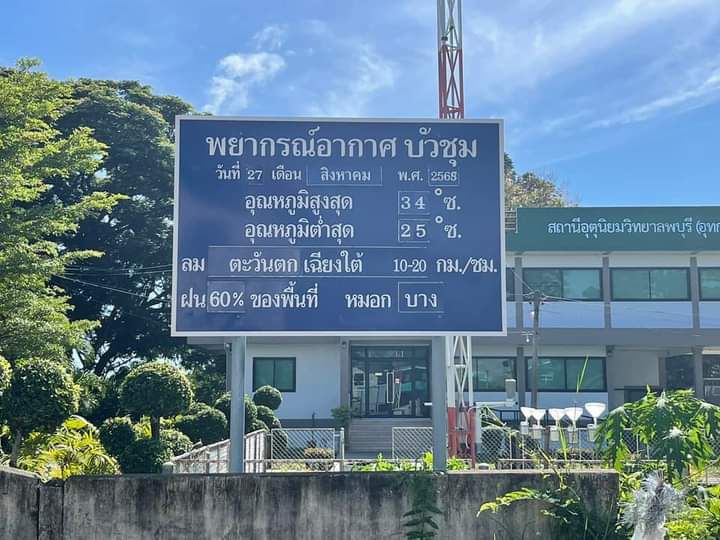 พยากรณ์อากาศ บัวชุม
วันที่ 27 เดือน สิงหาคม พ.ศ. 2568
อุณหภูมิสูงสุด 34 °ซ.
อุณหภูมิต่ำสุด 25 °ซ.
ลม ตะวันตก เฉียงใต้ 10-20 กม./ชม.
ฝน 60% ของพื้นที่ หมอก บาง
สถานีอุตุนิยมวิทยาลพบุรี (อุทก